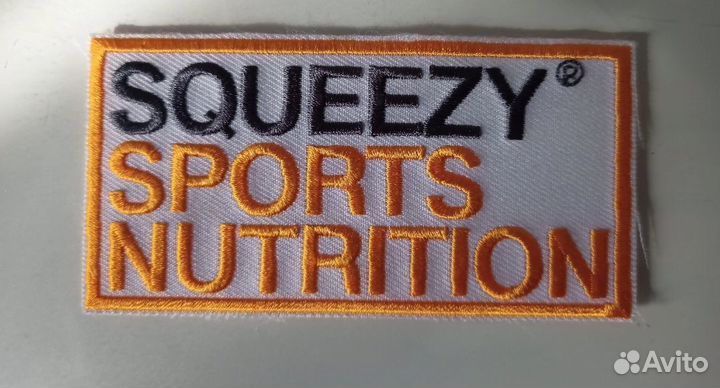 SQUEEZY®
SPORTS
NUTRITION
Avito